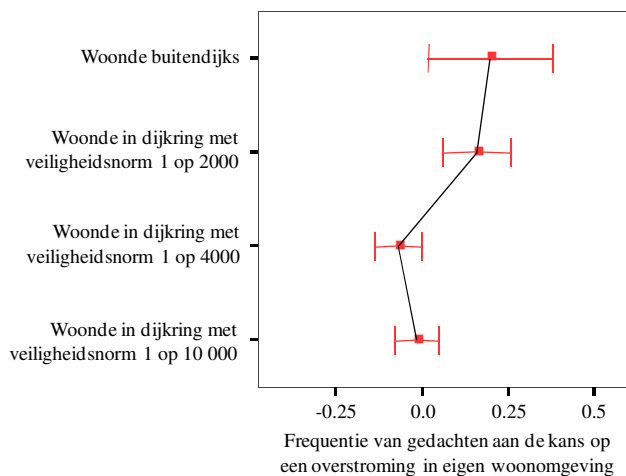 Woonde buitendijks
Woonde in dijkring met
veiligheidsnorm 1 op 2000
Woonde in dijkring met
veiligheidsnorm 1 op 4000
Woonde in dijkring met
veiligheidsnorm 1 op 10 000
-0.25 0.0 0.25 0.5
Frequentie van gedachten aan de kans op
een overstroming in eigen woonomgeving